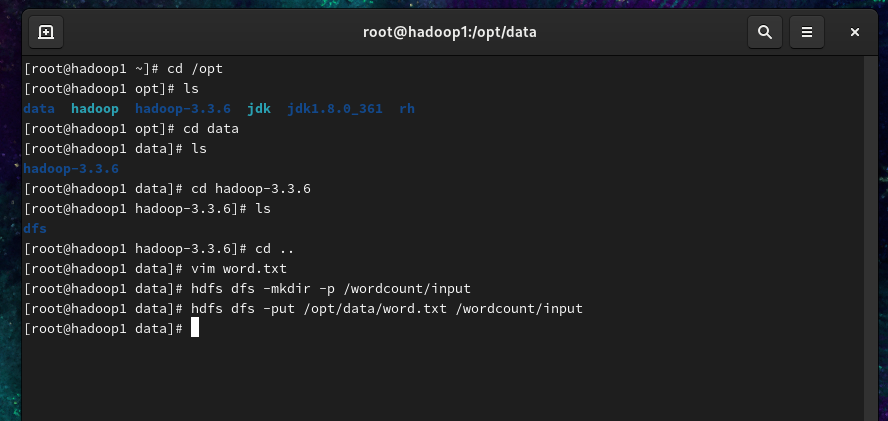 root@hadoop1:/opt/data
[root@hadoop1 ~]# cd /opt
[root@hadoop1 opt]# ls
data  hadoop  hadoop-3.3.6  jdk  jdk1.8.0_361  rh
[root@hadoop1 opt]# cd data
[root@hadoop1 data]# ls
hadoop-3.3.6
[root@hadoop1 data]# cd hadoop-3.3.6
[root@hadoop1 hadoop-3.3.6]# ls
dfs
[root@hadoop1 hadoop-3.3.6]# cd ..
[root@hadoop1 data]# vim word.txt
[root@hadoop1 data]# hdfs dfs -mkdir -p /wordcount/input
[root@hadoop1 data]# hdfs dfs -put /opt/data/word.txt /wordcount/input
[root@hadoop1 data]#